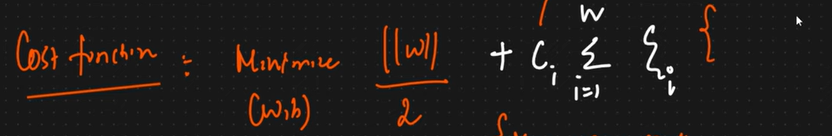 Cost function : Minimize ||w||/2 + C_i Σ_{i=1}^{n} ξ_i {
(w,b)